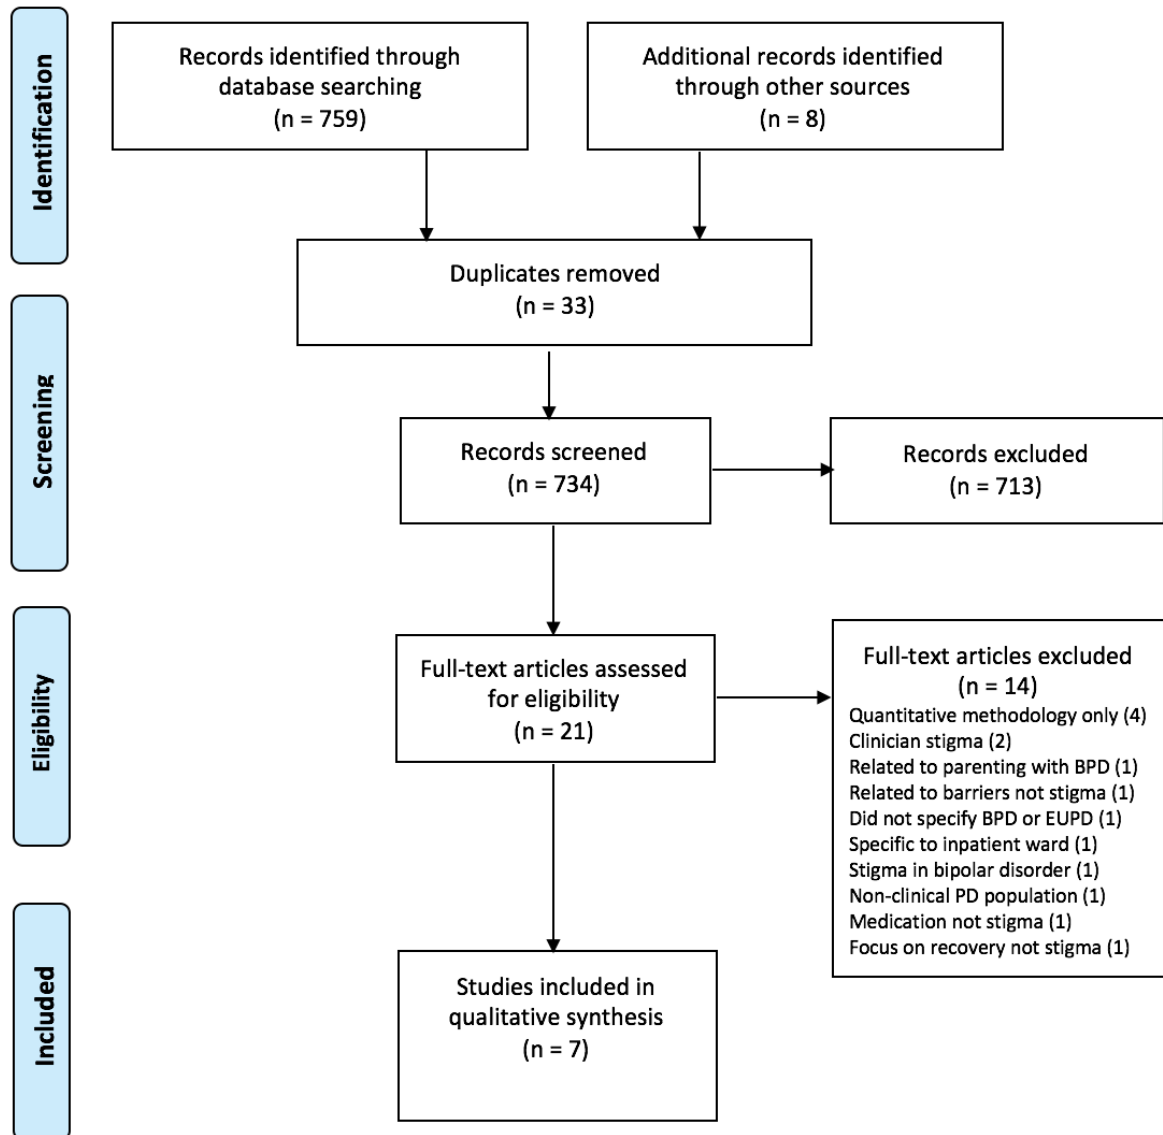 Identification
Records identified through
database searching
(n = 759)
Additional records identified
through other sources
(n = 8)
Duplicates removed
(n = 33)
Screening
Records screened
(n = 734)
Records excluded
(n = 713)
Eligibility
Full-text articles assessed
for eligibility
(n = 21)
Full-text articles excluded
(n = 14)
Quantitative methodology only (4)
Clinician stigma (2)
Related to parenting with BPD (1)
Related to barriers not stigma (1)
Did not specify BPD or EUPD (1)
Specific to inpatient ward (1)
Stigma in bipolar disorder (1)
Non-clinical PD population (1)
Medication not stigma (1)
Focus on recovery not stigma (1)
Included
Studies included in
qualitative synthesis
(n = 7)